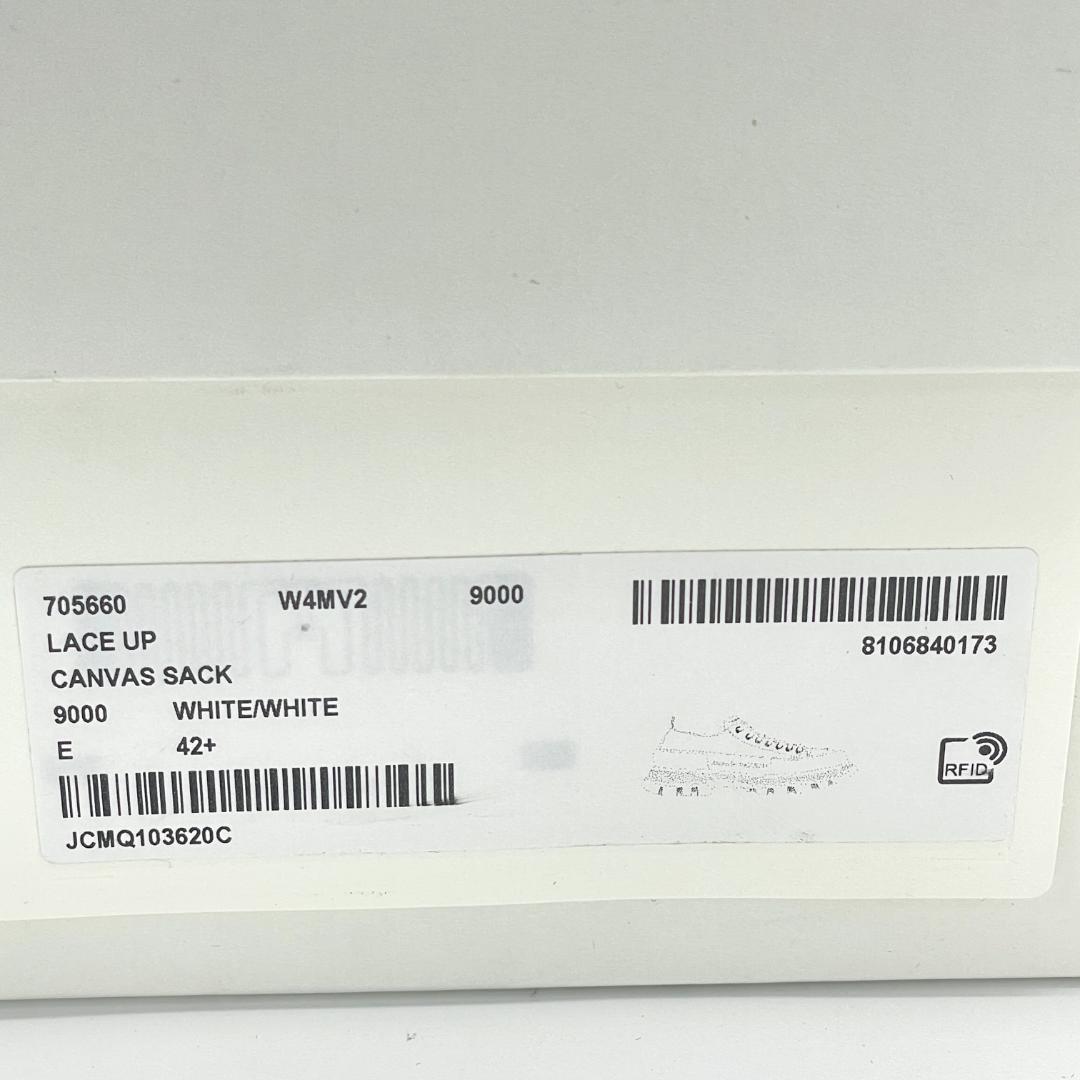 705660 W4MV2 9000
LACE UP
CANVAS SACK
9000 WHITE/WHITE
E 42+
JCMQ103620C
8106840173
RFID